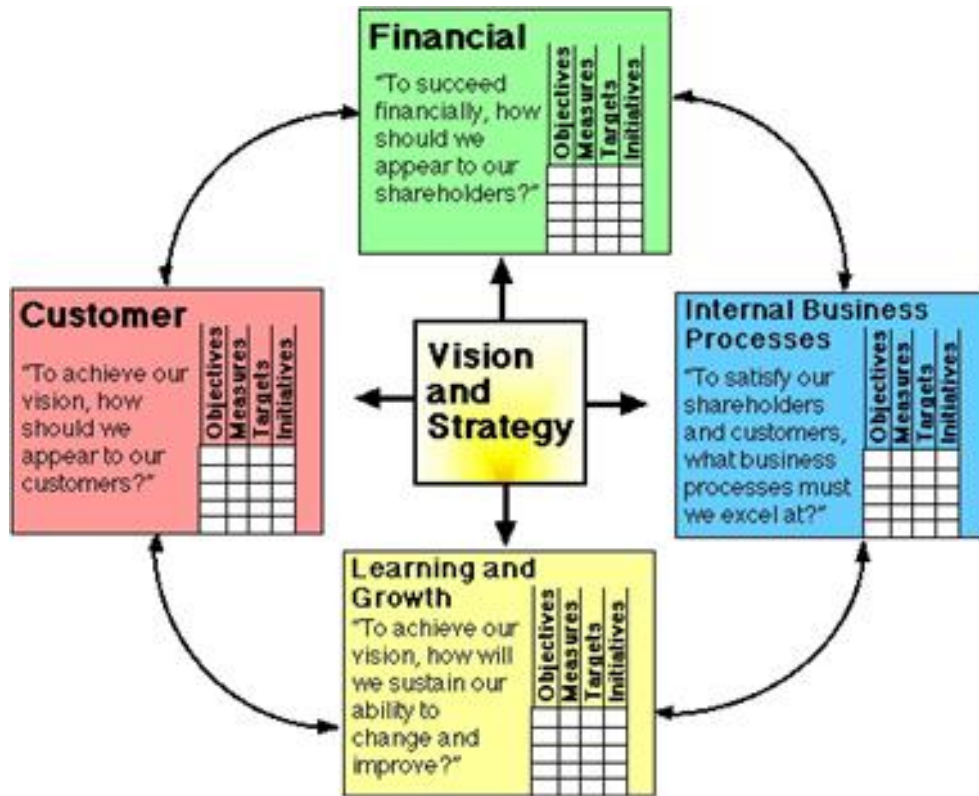 Financial
"To succeed
financially, how
should we
appear to our
shareholders?"
Objectives
Measures
Targets
Initiatives
Customer
"To achieve our
vision, how
should we
appear to our
customers?"
Objectives
Measures
Targets
Initiatives
Vision
and
Strategy
Internal Business
Processes
"To satisfy our
shareholders
and customers,
what business
processes must
we excel at?"
Objectives
Measures
Targets
Initiatives
Learning and
Growth
"To achieve our
vision, how will
we sustain our
ability to
change and
improve?"
Objectives
Measures
Targets
Initiatives